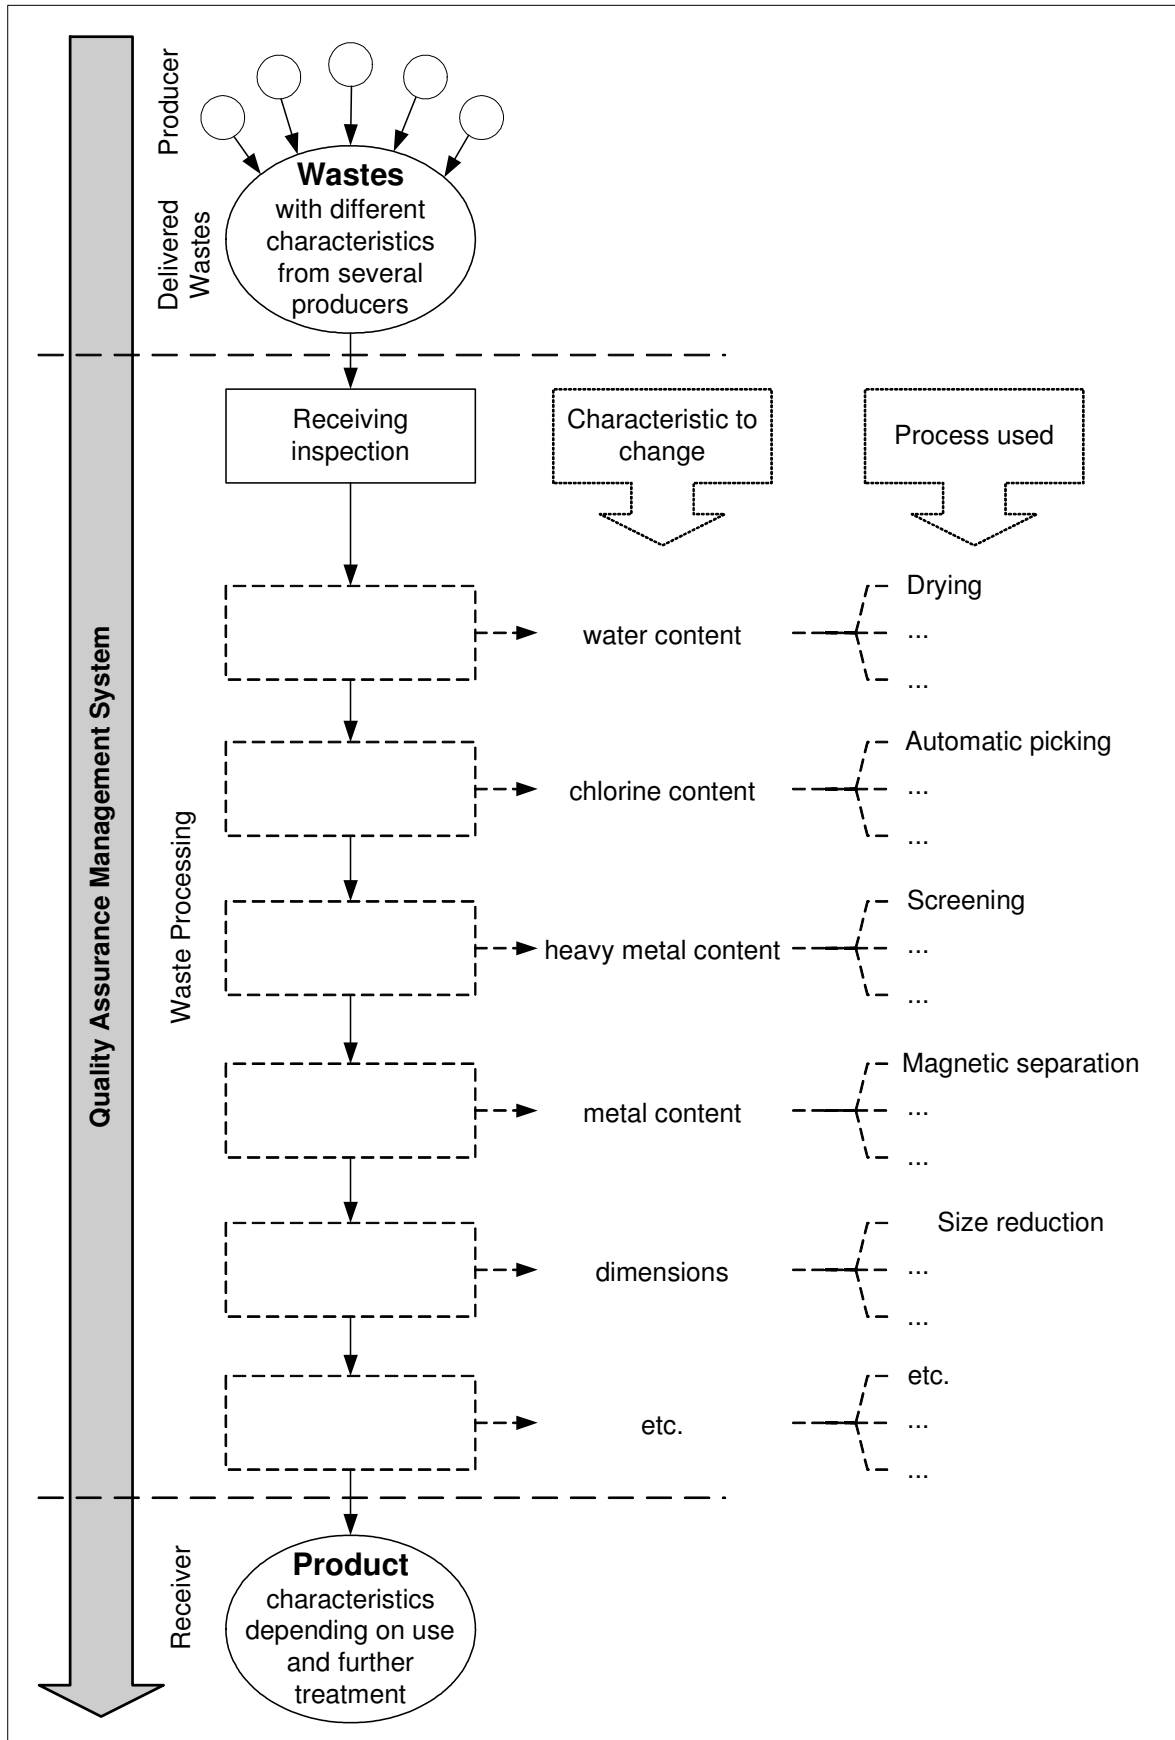 Quality Assurance Management System
Producer
Delivered
Wastes
Wastes
with different
characteristics
from several
producers
Waste Processing
Receiving
inspection
Characteristic to
change
Process used
water content
Drying
...
...
chlorine content
Automatic picking
...
...
heavy metal content
Screening
...
...
metal content
Magnetic separation
...
...
dimensions
Size reduction
...
...
etc.
etc.
...
...
Receiver
Product
characteristics
depending on use
and further
treatment